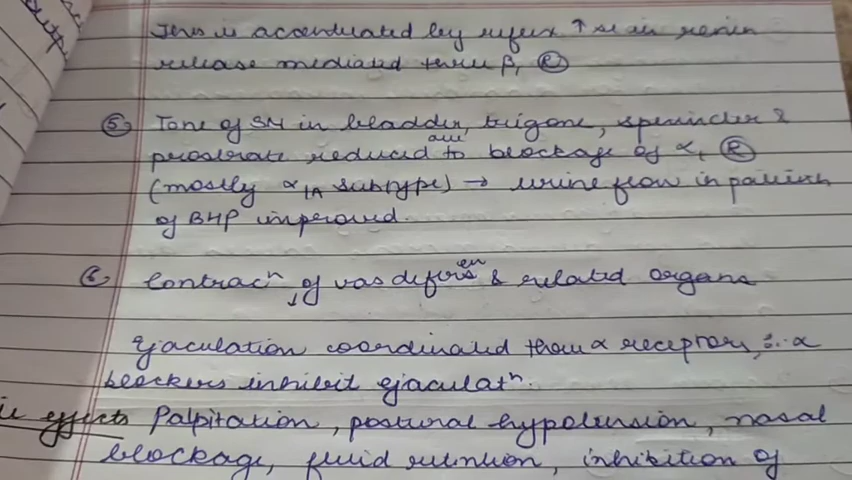 This is accentuated by reflex ↑se in renin
release mediated thru β₁ Ⓡ
⑤ Tone of SM in bladder, trigone, sphincter &
prostrate reduced due to blockage of α₁ Ⓡ
(mostly α₁A subtype) → urine flow in patients
of BHP improved.
⑥ Contracⁿ of vas deferens & related organs
↓
Ejaculation coordinated thru α receptors, ∴ α
blockers inhibit ejaculatⁿ.
effects Palpitation, postural hypotension, nasal
blockage, fluid retention, inhibition of